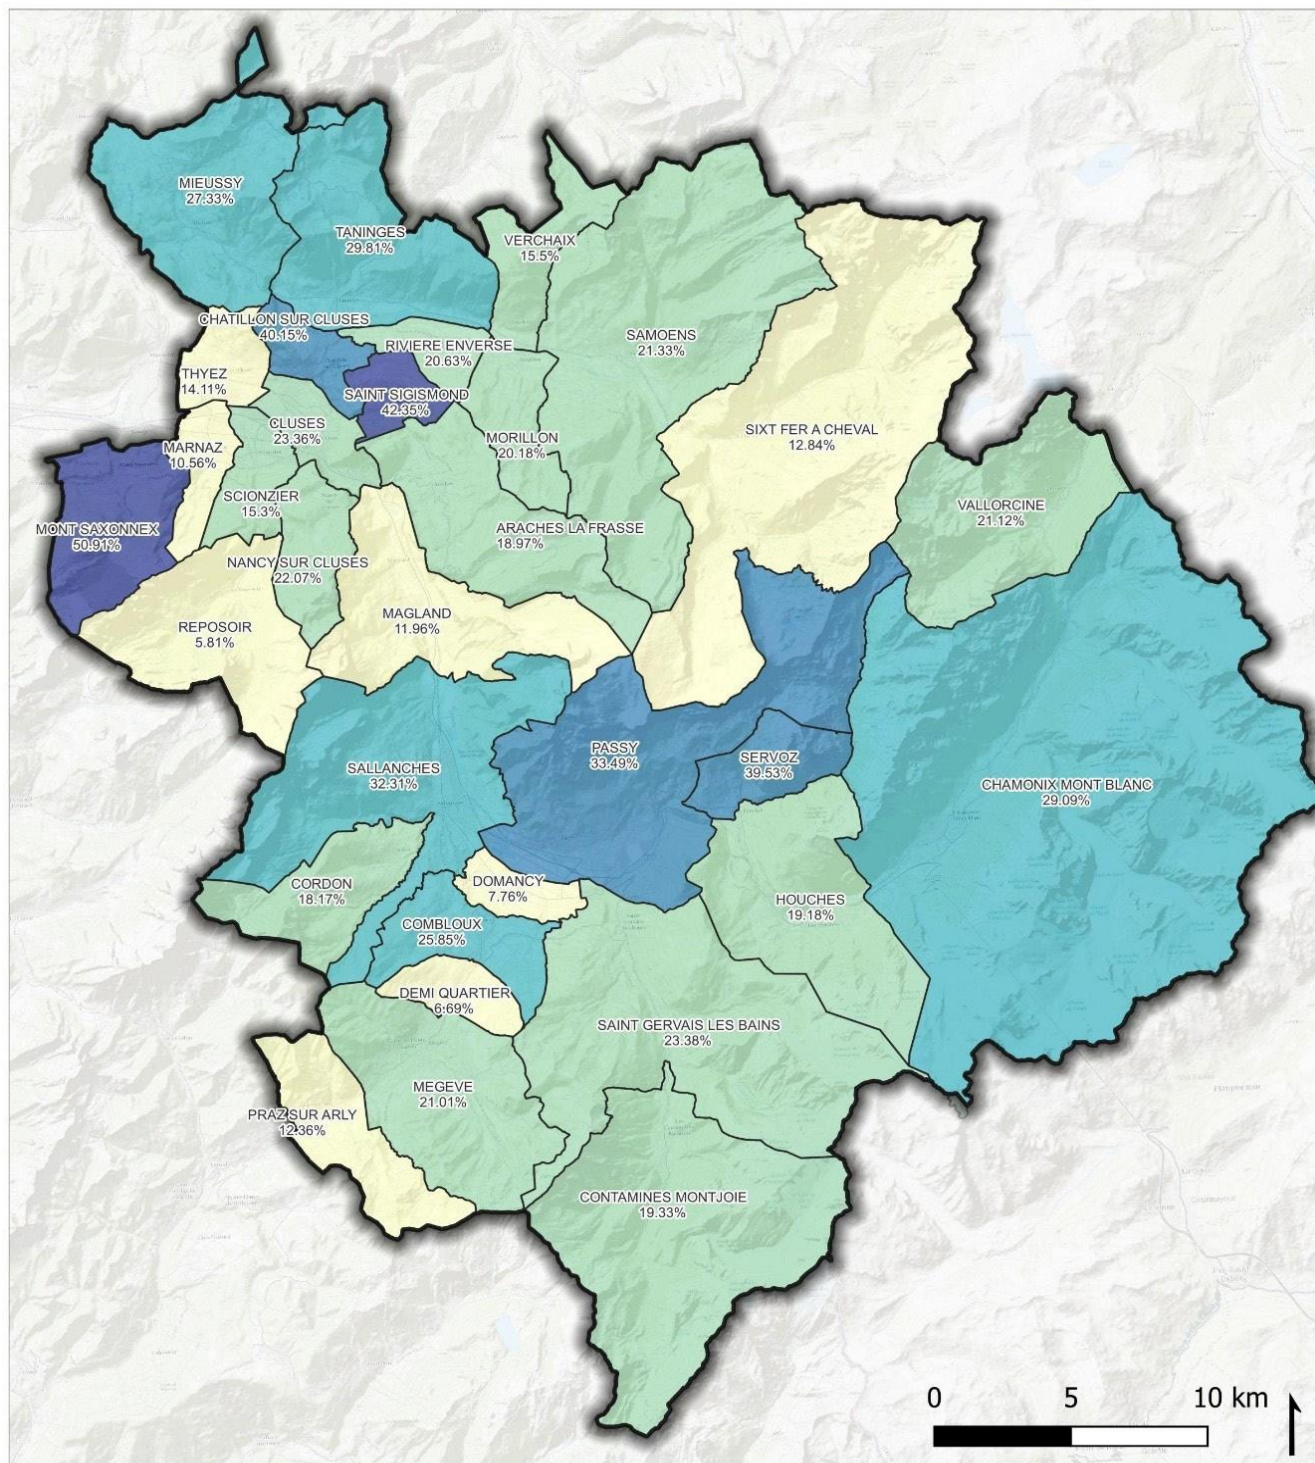 MIEUSSY
27.33%
TANINGES
29.81%
VERCHAIX
15.5%
CHATILLON SUR CLUSES
40.15%
RIVIERE ENVERSE
20.63%
SAMOENS
21.33%
THYEZ
14.11%
SAINT SIGISMOND
42.35%
CLUSES
23.36%
SIXT FER A CHEVAL
12.84%
MARNAZ
10.56%
MORILLON
20.18%
SCIONZIER
15.3%
VALLORCINE
21.12%
MONT SAXONNEX
50.91%
ARACHES LA FRASSE
18.97%
NANCY SUR CLUSES
22.07%
MAGLAND
11.96%
REPOSOIR
5.81%
PASSY
33.49%
SERVOZ
39.53%
SALLANCHES
32.31%
CHAMONIX MONT BLANC
29.09%
CORDON
18.17%
DOMANCY
7.76%
HOUCHES
19.18%
COMBLOUX
25.85%
DEMI QUARTIER
6.69%
SAINT GERVAIS LES BAINS
23.38%
MEGEVE
21.01%
PRAZ SUR ARLY
12.36%
CONTAMINES MONTJOIE
19.33%
0 5 10 km